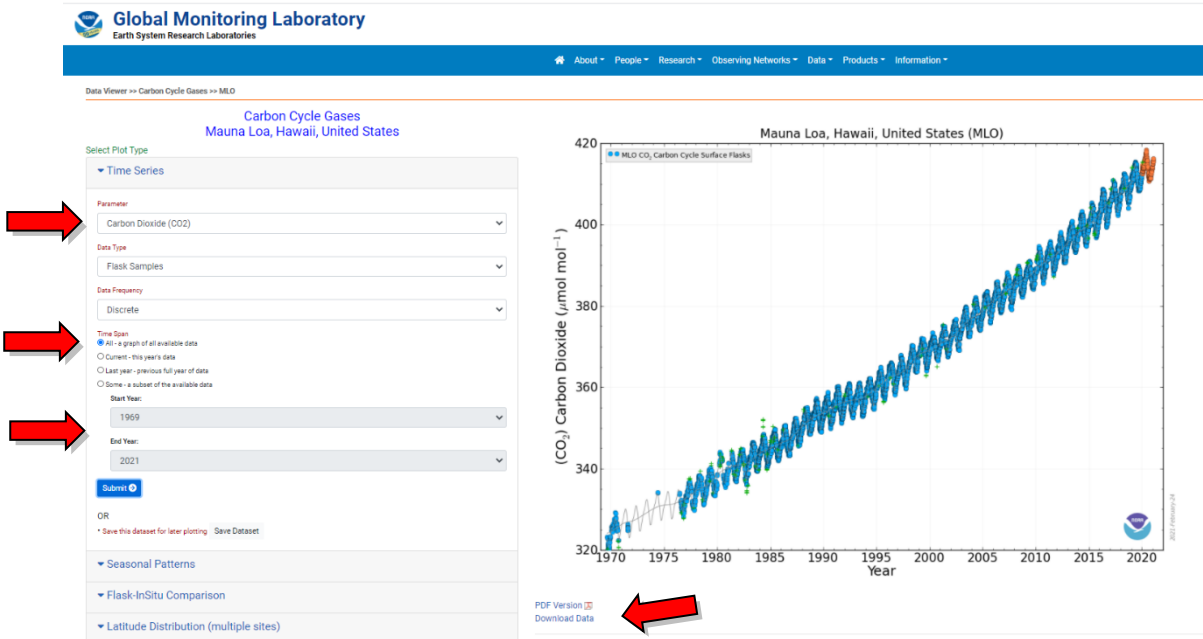 Global Monitoring Laboratory
Earth System Research Laboratories
About People Research Observing Networks Data Products Information
Data Viewer >> Carbon Cycle Gases >> MLO
Carbon Cycle Gases
Mauna Loa, Hawaii, United States
Select Plot Type
Time Series
Parameter
Carbon Dioxide (CO2)
Data Type
Flask Samples
Data Frequency
Discrete
Time Span
All - a graph of all available data
Current - this year's data
Last year - previous full year of data
Some - a subset of the available data
Start Year:
1969
End Year:
2021
Submit
OR
* Save this dataset for later plotting Save Dataset
Seasonal Patterns
Flask-InSitu Comparison
Latitude Distribution (multiple sites)
Mauna Loa, Hawaii, United States (MLO)
MLO CO₂ Carbon Cycle Surface Flasks
(CO₂) Carbon Dioxide (μmol mol⁻¹)
420
400
380
360
340
320
1970 1975 1980 1985 1990 1995 2000 2005 2010 2015 2020
Year
2021-February-24
PDF Version
Download Data